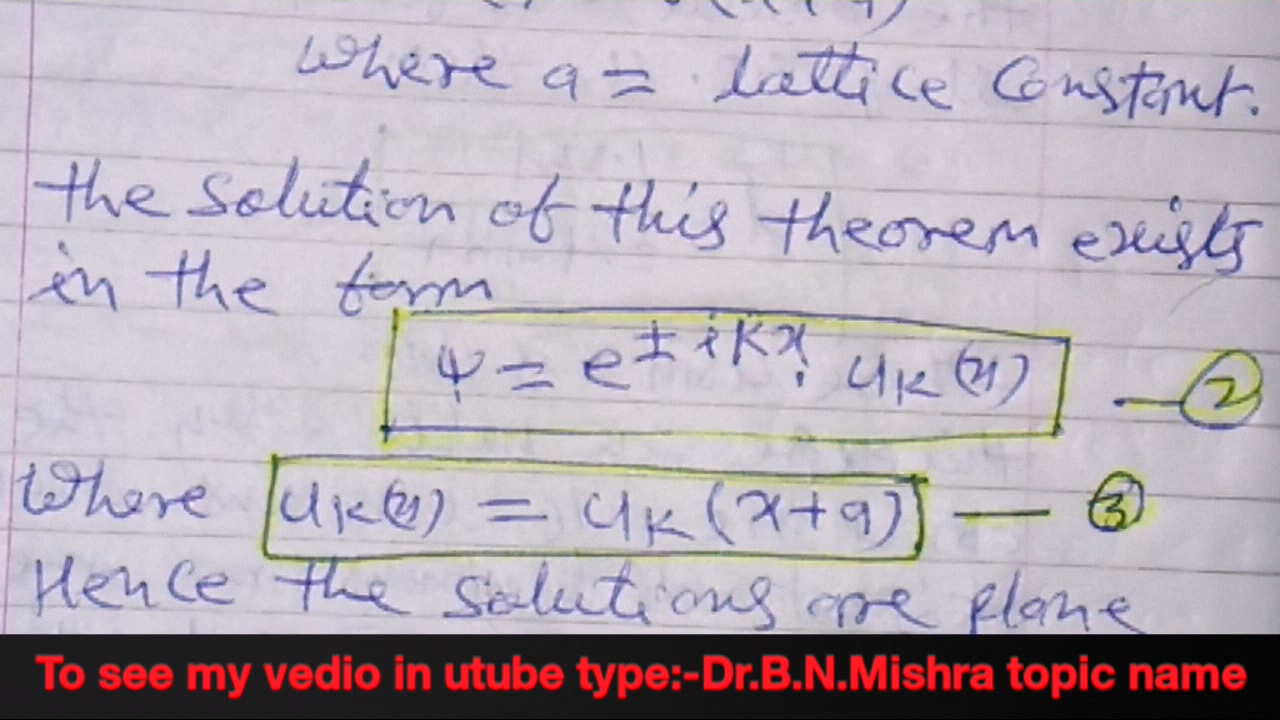 where a = lattice Constant.
the solution of this theorem exists
in the form
ψ = e^{± iKx}. u_K(x) — ②
Where u_K(x) = u_K(x+a) — ③
Hence the solutions are plane
To see my vedio in utube type:-Dr.B.N.Mishra topic name